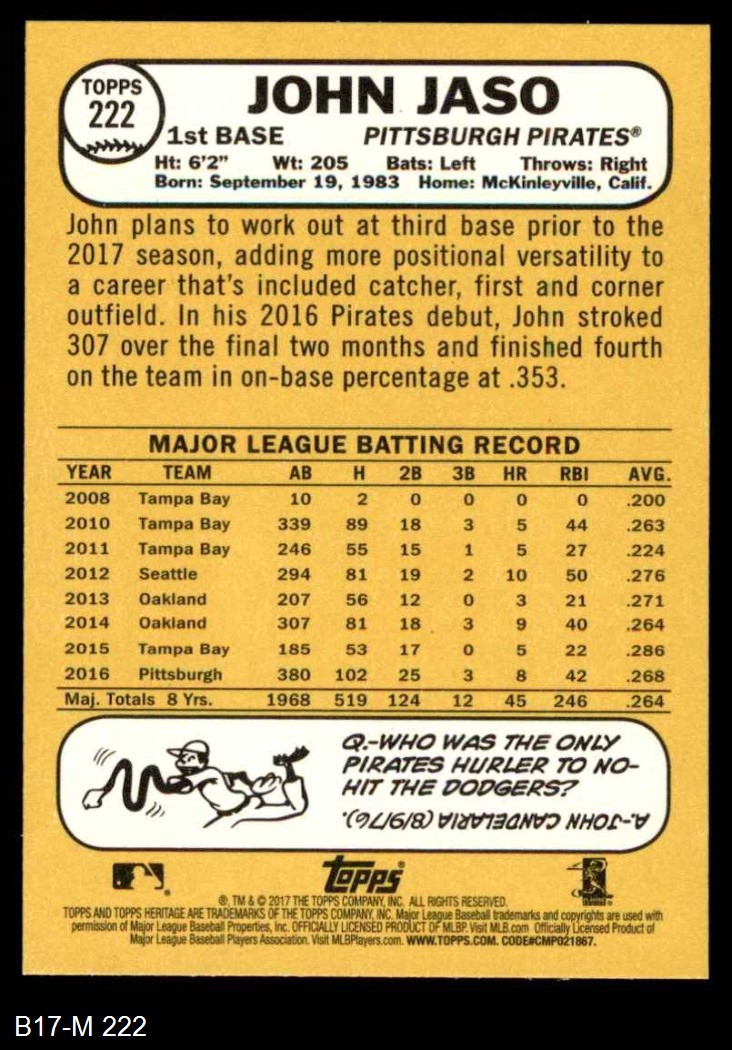 TOPPS
222
JOHN JASO
1st BASE PITTSBURGH PIRATES®
Ht: 6'2" Wt: 205 Bats: Left Throws: Right
Born: September 19, 1983 Home: McKinleyville, Calif.
John plans to work out at third base prior to the
2017 season, adding more positional versatility to
a career that's included catcher, first and corner
outfield. In his 2016 Pirates debut, John stroked
307 over the final two months and finished fourth
on the team in on-base percentage at .353.
MAJOR LEAGUE BATTING RECORD
YEAR TEAM AB H 2B 3B HR RBI AVG.
2008 Tampa Bay 10 2 0 0 0 0 .200
2010 Tampa Bay 339 89 18 3 5 44 .263
2011 Tampa Bay 246 55 15 1 5 27 .224
2012 Seattle 294 81 19 2 10 50 .276
2013 Oakland 207 56 12 0 3 21 .271
2014 Oakland 307 81 18 3 9 40 .264
2015 Tampa Bay 185 53 17 0 5 22 .286
2016 Pittsburgh 380 102 25 3 8 42 .268
Maj. Totals 8 Yrs. 1968 519 124 12 45 246 .264
Q.-WHO WAS THE ONLY
PIRATES HURLER TO NO-
HIT THE DODGERS?
A.-JOHN CANDELARIA (8/9/76).
topps®
®, TM & © 2017 THE TOPPS COMPANY, INC. ALL RIGHTS RESERVED.
TOPPS AND TOPPS HERITAGE ARE TRADEMARKS OF THE TOPPS COMPANY, INC. Major League Baseball trademarks and copyrights are used with
permission of Major League Baseball Properties, Inc. OFFICIALLY LICENSED PRODUCT OF MLBP. Visit MLB.com Officially Licensed Product of
Major League Baseball Players Association. Visit MLBPlayers.com. WWW.TOPPS.COM. CODE#CMP021867.
B17-M 222